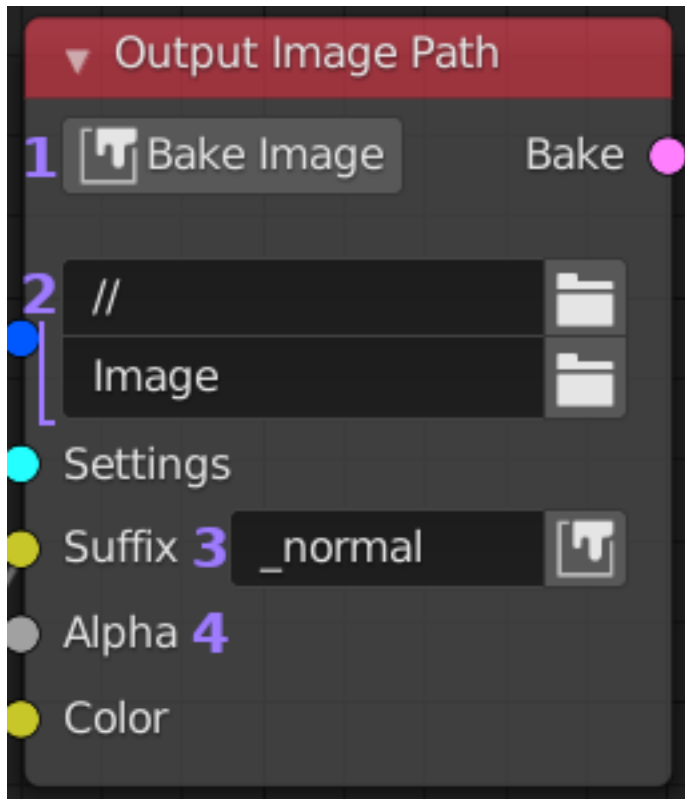 Output Image Path
1 Bake Image Bake
2 //
Image
Settings
Suffix 3 _normal
Alpha 4
Color